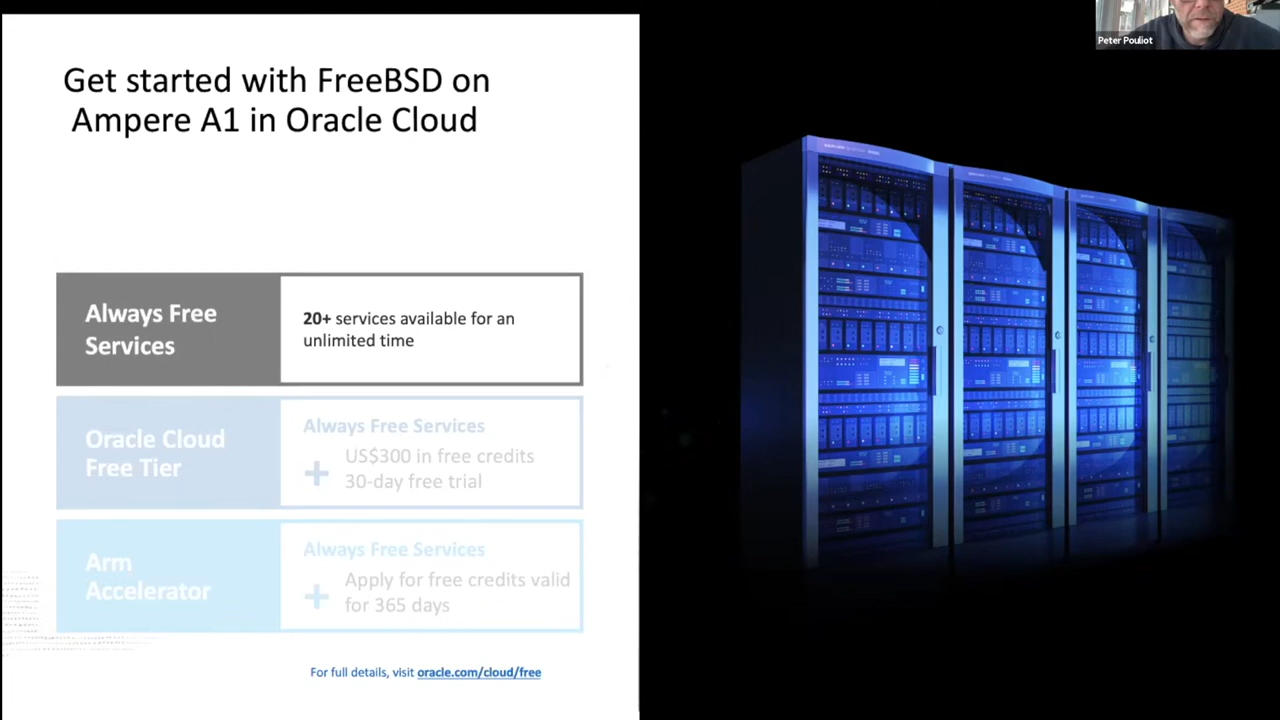 Peter Pouliot
Get started with FreeBSD on
Ampere A1 in Oracle Cloud
Always Free
Services
20+ services available for an
unlimited time
Oracle Cloud
Free Tier
Always Free Services
+ US$300 in free credits
30-day free trial
Arm
Accelerator
Always Free Services
+ Apply for free credits valid
for 365 days
For full details, visit oracle.com/cloud/free